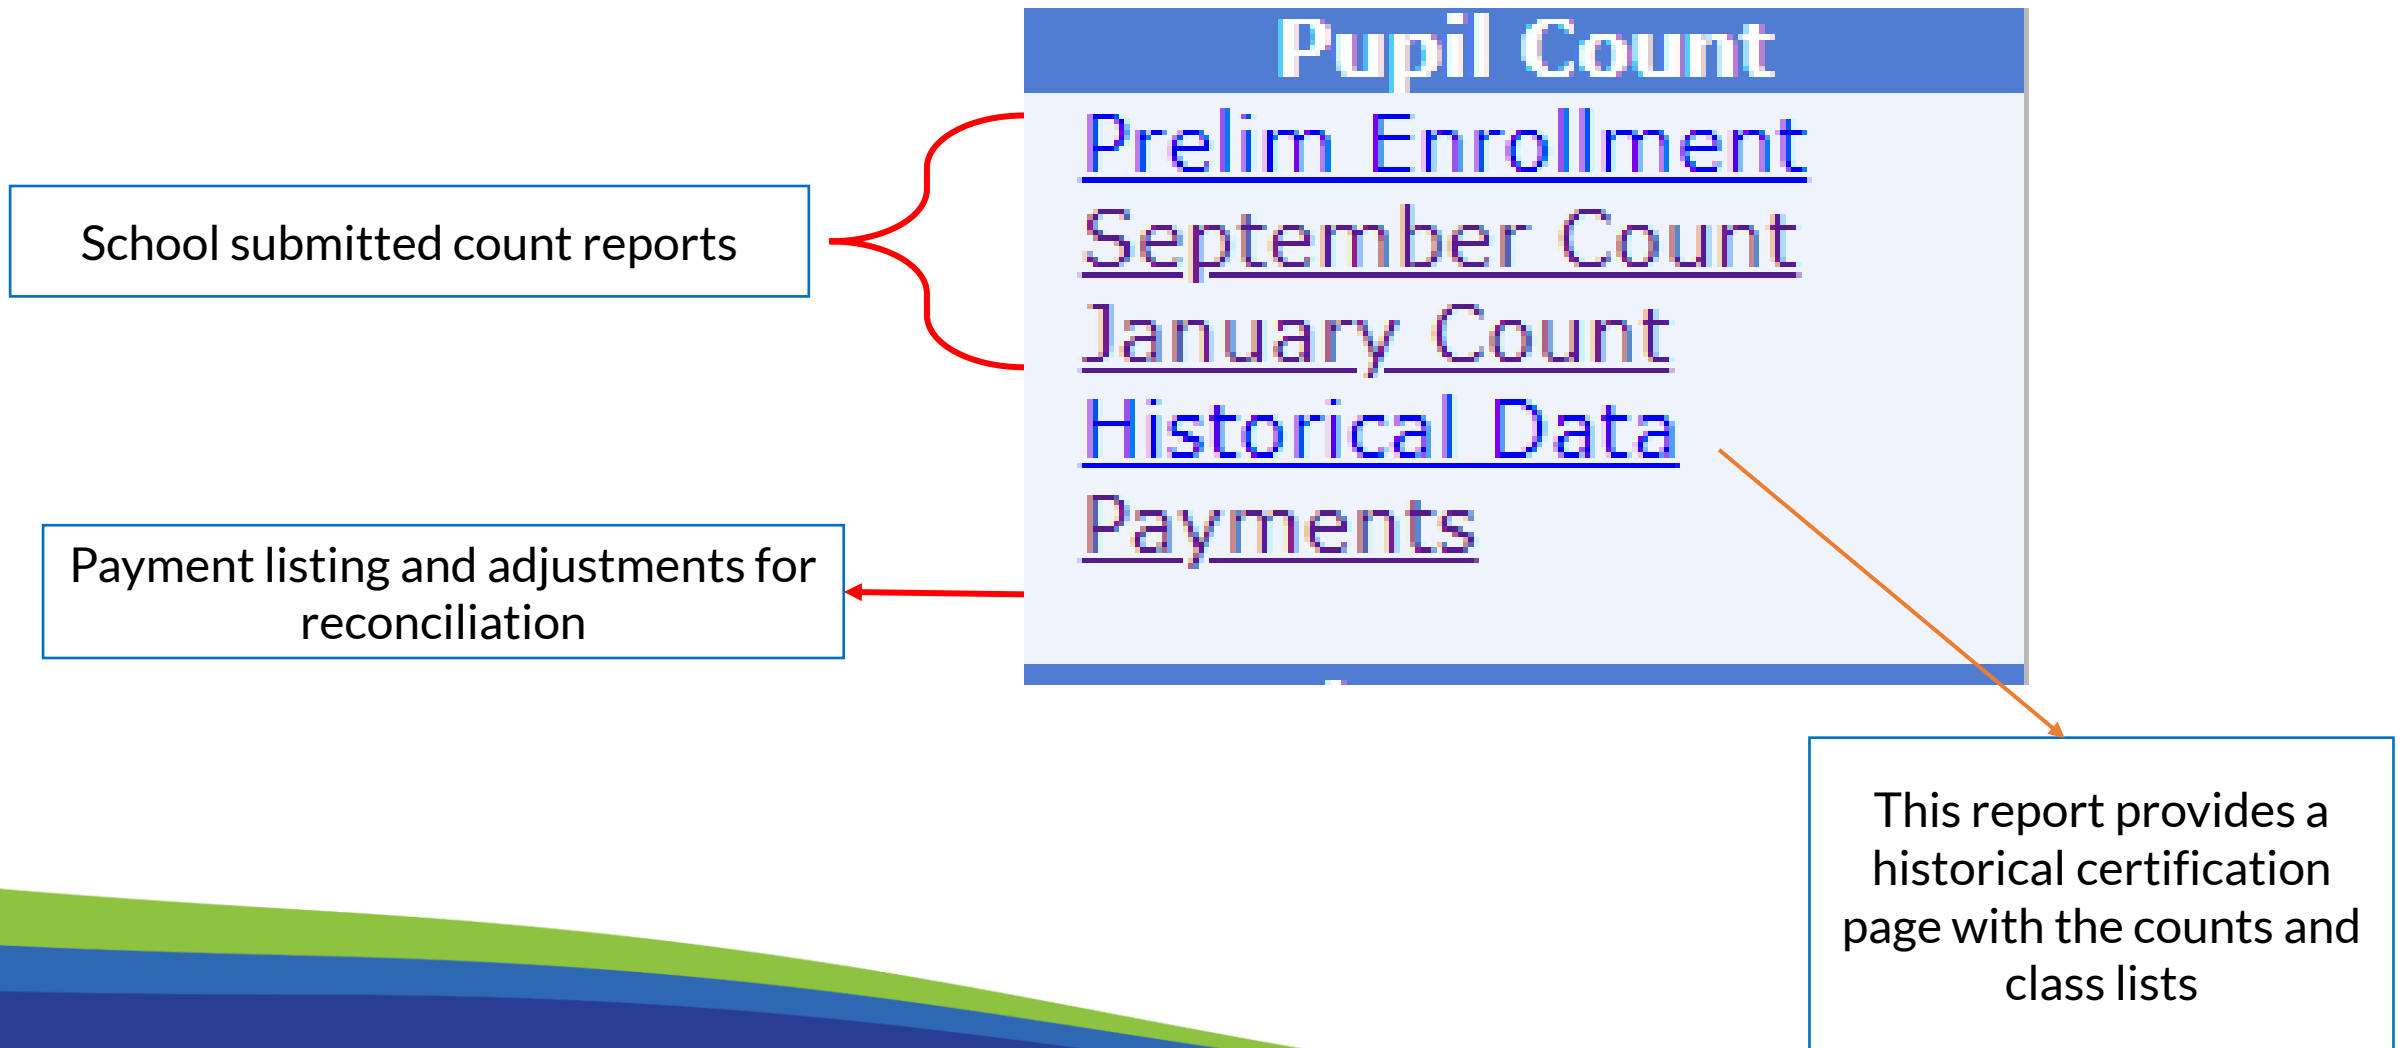 Pupil Count
Prelim Enrollment
September Count
January Count
Historical Data
Payments
School submitted count reports
Payment listing and adjustments for
reconciliation
This report provides a
historical certification
page with the counts and
class lists